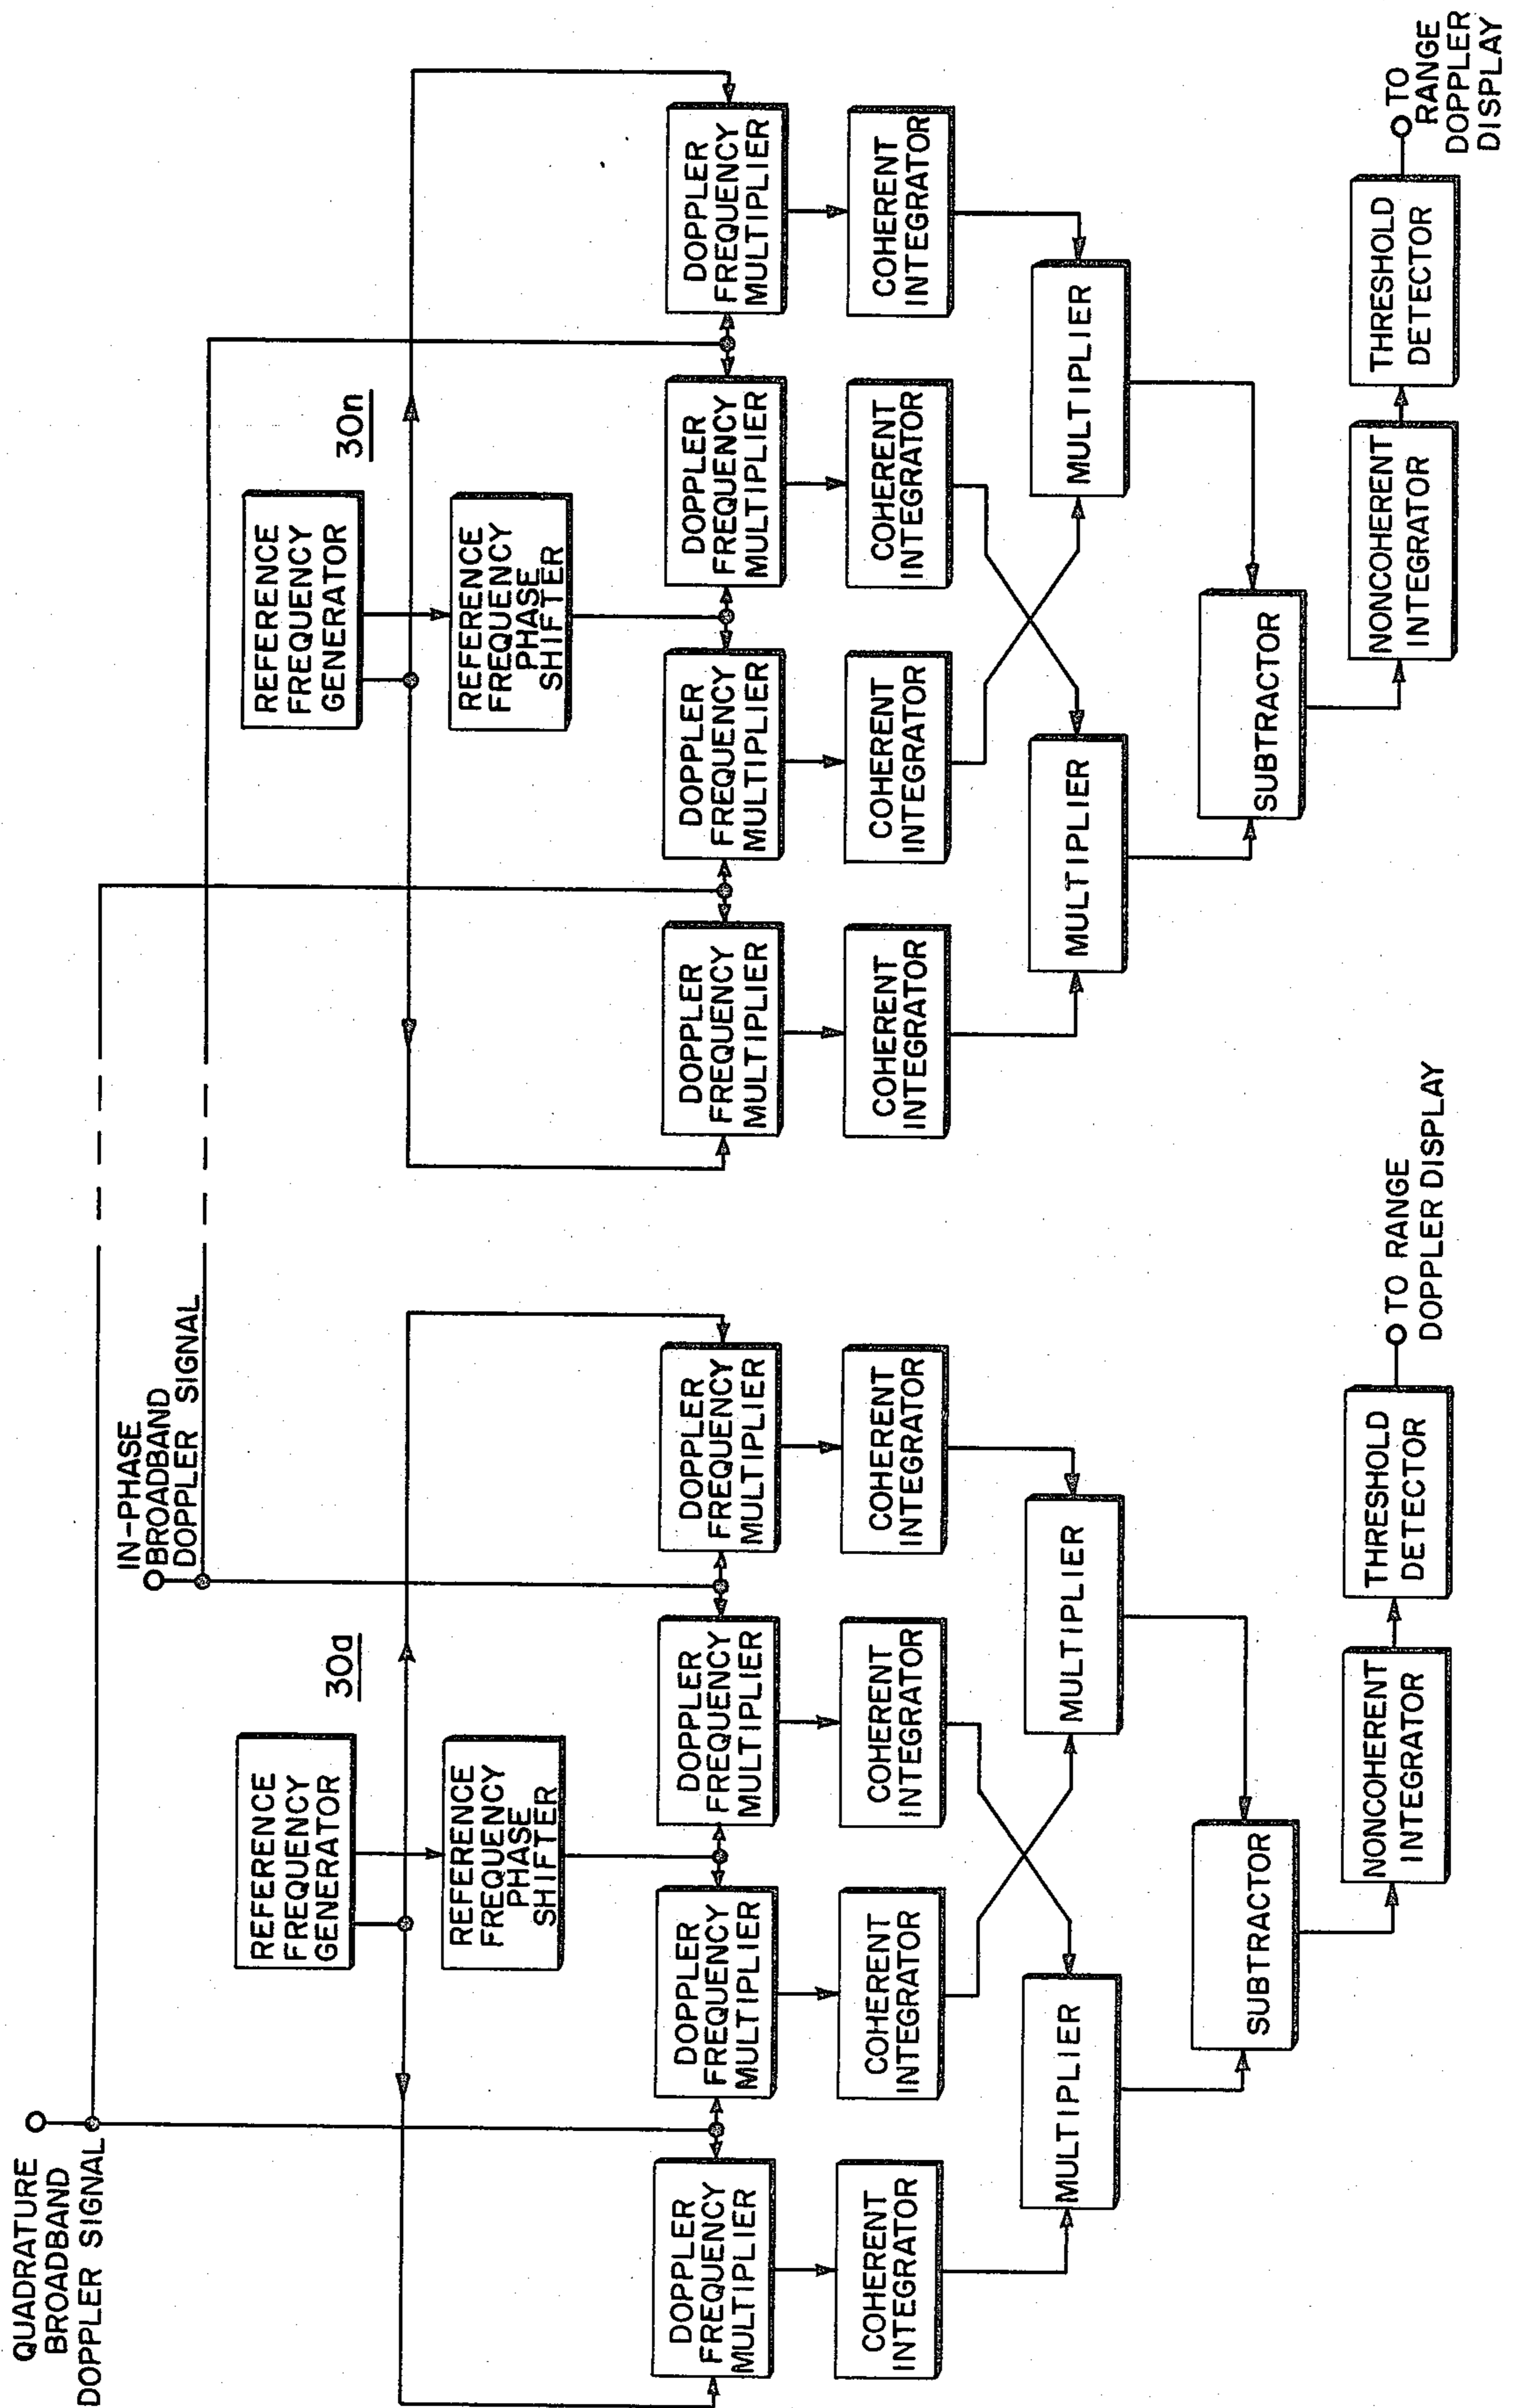 QUADRATURE
BROADBAND
DOPPLER SIGNAL
IN-PHASE
BROADBAND
DOPPLER SIGNAL
30a
REFERENCE
FREQUENCY
GENERATOR
REFERENCE
FREQUENCY
PHASE
SHIFTER
DOPPLER
FREQUENCY
MULTIPLIER
DOPPLER
FREQUENCY
MULTIPLIER
DOPPLER
FREQUENCY
MULTIPLIER
DOPPLER
FREQUENCY
MULTIPLIER
COHERENT
INTEGRATOR
COHERENT
INTEGRATOR
COHERENT
INTEGRATOR
COHERENT
INTEGRATOR
MULTIPLIER
MULTIPLIER
SUBTRACTOR
NONCOHERENT
INTEGRATOR
THRESHOLD
DETECTOR
TO RANGE
DOPPLER DISPLAY
30n
REFERENCE
FREQUENCY
GENERATOR
REFERENCE
FREQUENCY
PHASE
SHIFTER
DOPPLER
FREQUENCY
MULTIPLIER
DOPPLER
FREQUENCY
MULTIPLIER
DOPPLER
FREQUENCY
MULTIPLIER
DOPPLER
FREQUENCY
MULTIPLIER
COHERENT
INTEGRATOR
COHERENT
INTEGRATOR
COHERENT
INTEGRATOR
COHERENT
INTEGRATOR
MULTIPLIER
MULTIPLIER
SUBTRACTOR
NONCOHERENT
INTEGRATOR
THRESHOLD
DETECTOR
TO
RANGE
DOPPLER
DISPLAY